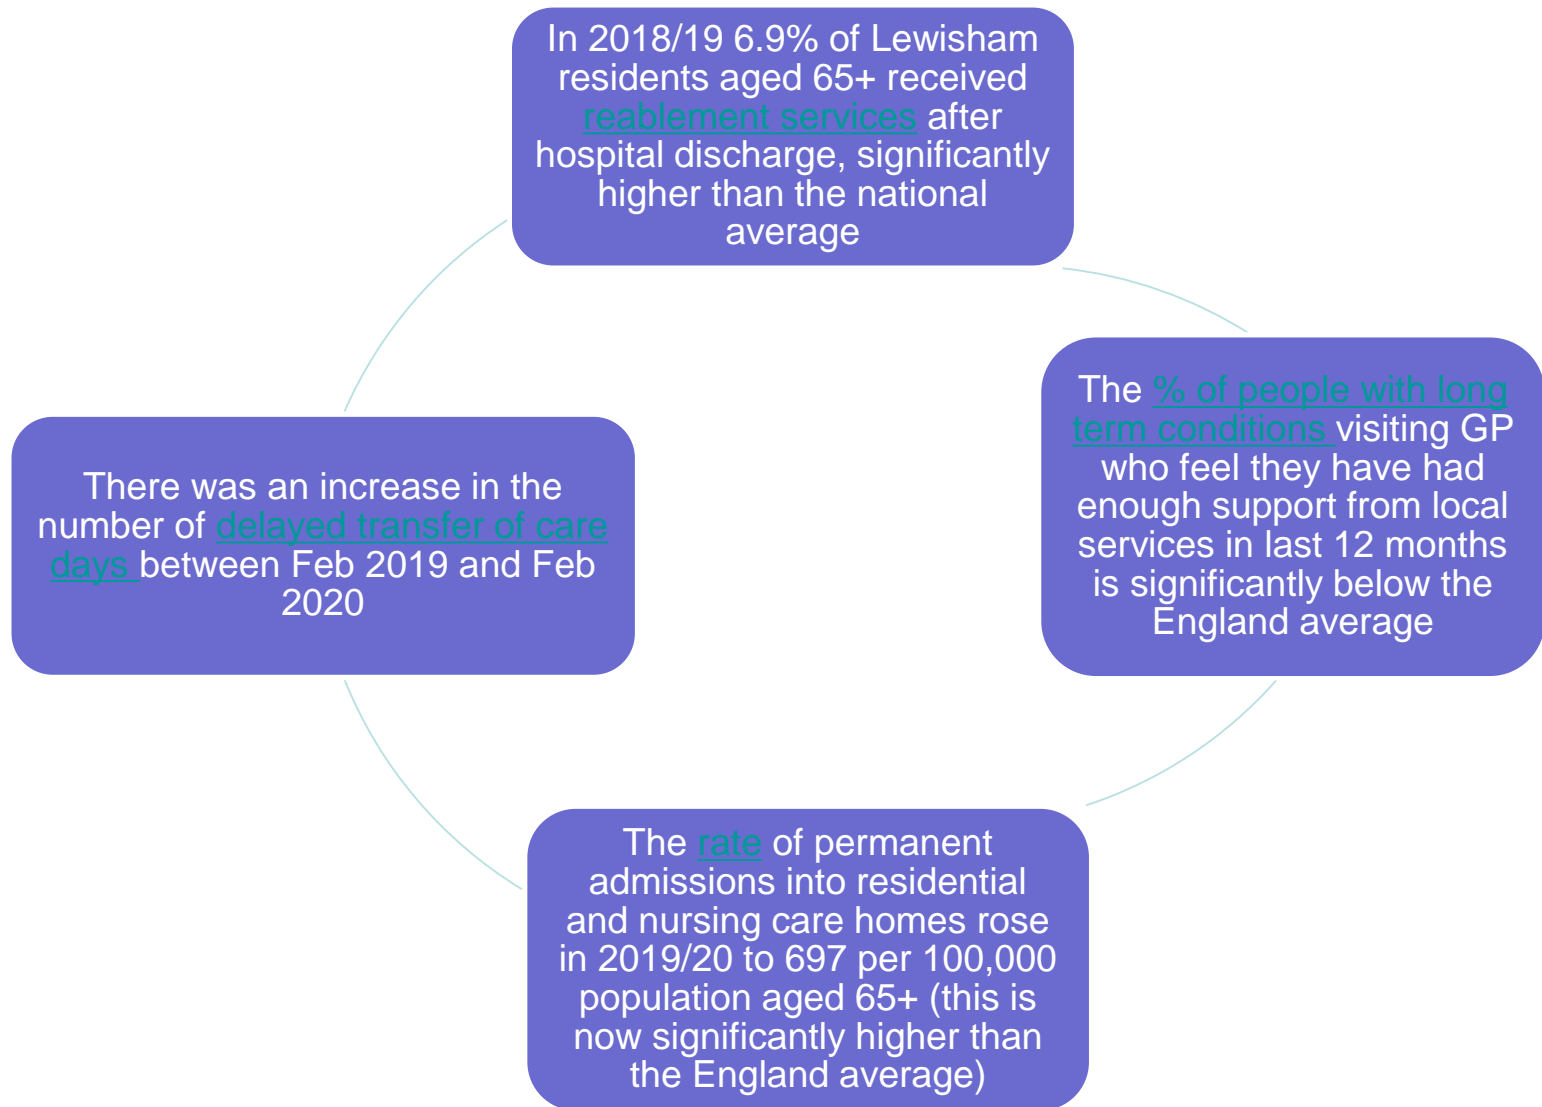 In 2018/19 6.9% of Lewisham
residents aged 65+ received
reablement services after
hospital discharge, significantly
higher than the national
average
The % of people with long
term conditions visiting GP
who feel they have had
enough support from local
services in last 12 months
is significantly below the
England average
The rate of permanent
admissions into residential
and nursing care homes rose
in 2019/20 to 697 per 100,000
population aged 65+ (this is
now significantly higher than
the England average)
There was an increase in the
number of delayed transfer of care
days between Feb 2019 and Feb
2020